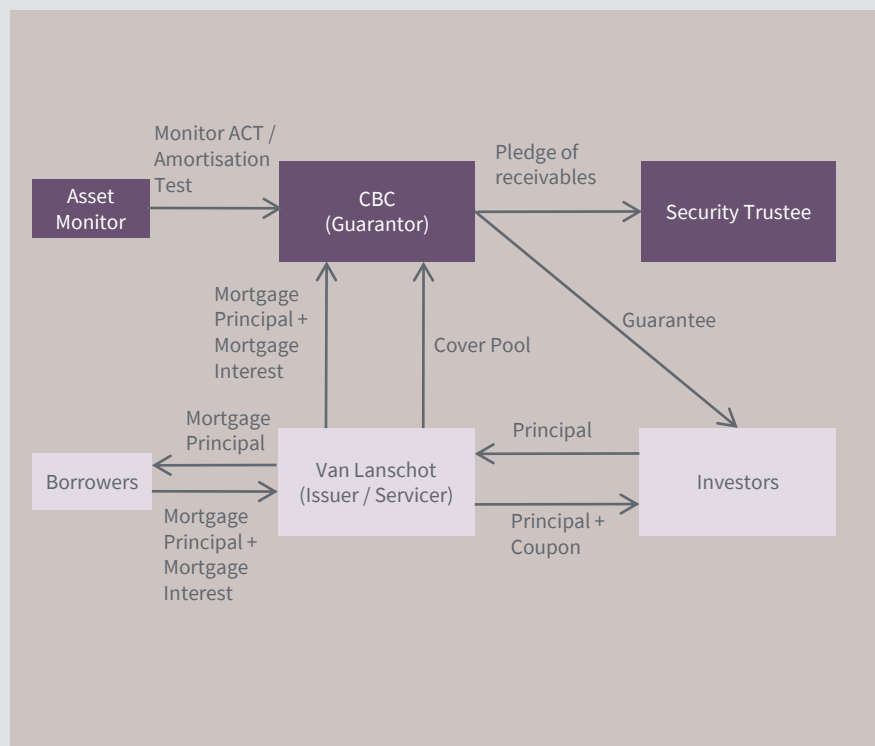 Monitor ACT /
Amortisation
Test
Pledge of
receivables
Asset
Monitor
CBC
(Guarantor)
Security Trustee
Mortgage
Principal +
Mortgage
Interest
Cover Pool
Guarantee
Mortgage
Principal
Principal
Borrowers
Van Lanschot
(Issuer / Servicer)
Investors
Mortgage
Principal +
Mortgage
Interest
Principal +
Coupon